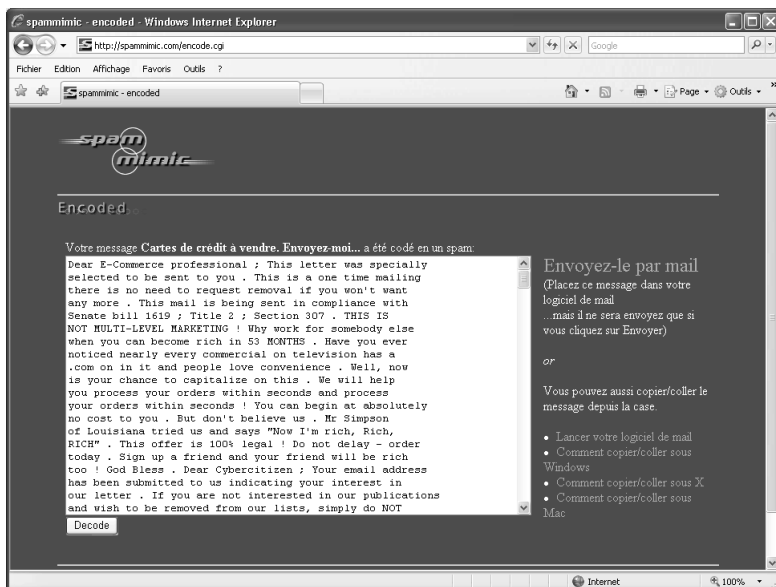 spammimic - encoded - Windows Internet Explorer
http://spammimic.com/encode.cgi
Google
Fichier Edition Affichage Favoris Outils ?
spammimic - encoded
Page Outils
spam
mimic
Encoded
Votre message Cartes de crédit à vendre. Envoyez-moi... a été codé en un spam:
Dear E-Commerce professional ; This letter was specially
selected to be sent to you . This is a one time mailing
there is no need to request removal if you won't want
any more . This mail is being sent in compliance with
Senate bill 1619 ; Title 2 ; Section 307 . THIS IS
NOT MULTI-LEVEL MARKETING ! Why work for somebody else
when you can become rich in 53 MONTHS . Have you ever
noticed nearly every commercial on television has a
.com on in it and people love convenience . Well, now
is your chance to capitalize on this . We will help
you process your orders within seconds and process
your orders within seconds ! You can begin at absolutely
no cost to you . But don't believe us . Mr Simpson
of Louisiana tried us and says "Now I'm rich, Rich,
RICH" . This offer is 100% legal ! Do not delay - order
today . Sign up a friend and your friend will be rich
too ! God Bless . Dear Cybercitizen ; Your email address
has been submitted to us indicating your interest in
our letter . If you are not interested in our publications
and wish to be removed from our lists, simply do NOT
Decode
Envoyez-le par mail
(Placez ce message dans votre
logiciel de mail
...mais il ne sera envoyez que si
vous cliquez sur Envoyer)
or
Vous pouvez aussi copier/coller le
message depuis la case.
• Lancer votre logiciel de mail
• Comment copier/coller sous
Windows
• Comment copier/coller sous X
• Comment copier/coller sous
Mac
Internet 100%